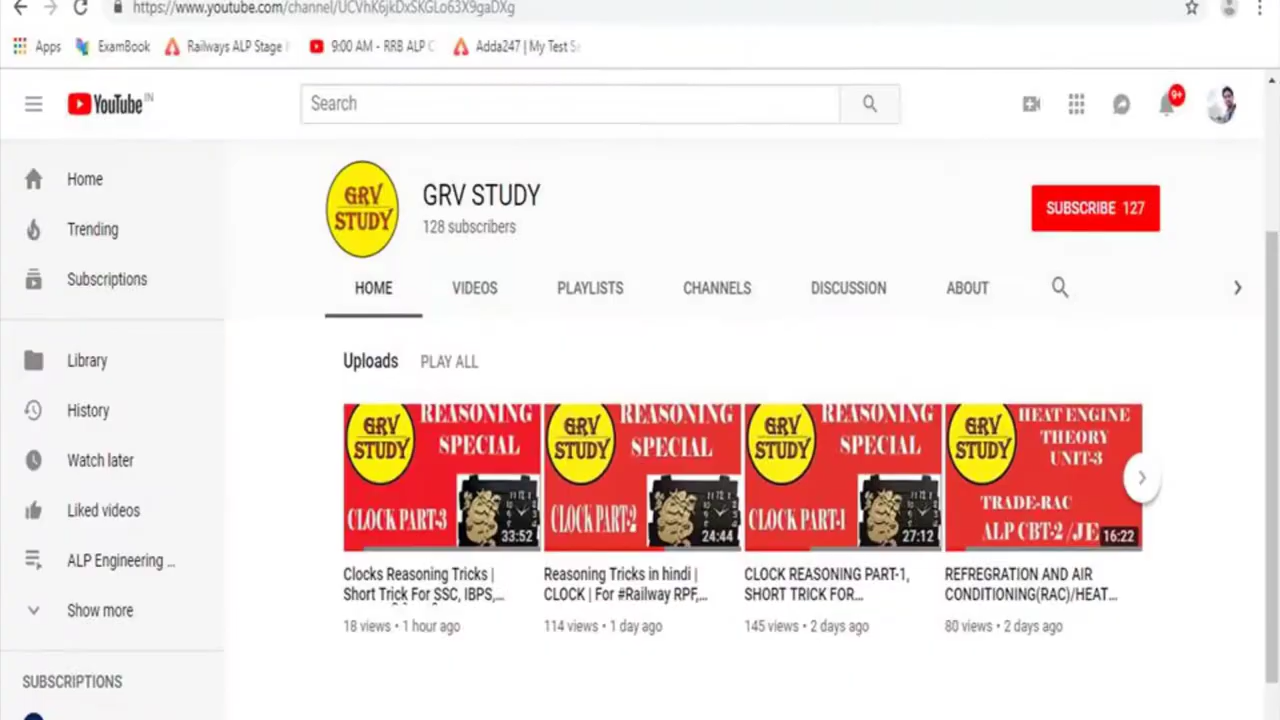 https://www.youtube.com/channel/UCVhK6jkDxSKGLo63X9gaDXg
Apps
ExamBook
Railways ALP Stage
9:00 AM - RRB ALP C
Adda247 | My Test Se
YouTube IN
Search
9+
Home
Trending
Subscriptions
Library
History
Watch later
Liked videos
ALP Engineering ...
Show more
SUBSCRIPTIONS
GRV STUDY
GRV STUDY
128 subscribers
SUBSCRIBE 127
HOME
VIDEOS
PLAYLISTS
CHANNELS
DISCUSSION
ABOUT
Uploads
PLAY ALL
GRV STUDY
REASONING
SPECIAL
CLOCK PART-3
33:52
Clocks Reasoning Tricks |
Short Trick For SSC, IBPS,...
18 views • 1 hour ago
GRV STUDY
REASONING
SPECIAL
CLOCK PART-2
24:44
Reasoning Tricks in hindi |
CLOCK | For #Railway RPF,...
114 views • 1 day ago
GRV STUDY
REASONING
SPECIAL
CLOCK PART-1
27:12
CLOCK REASONING PART-1,
SHORT TRICK FOR...
145 views • 2 days ago
GRV STUDY
HEAT ENGINE
THEORY
UNIT-3
TRADE-RAC
ALP CBT-2 /JE
16:22
REFREGRATION AND AIR
CONDITIONING(RAC)/HEAT...
80 views • 2 days ago